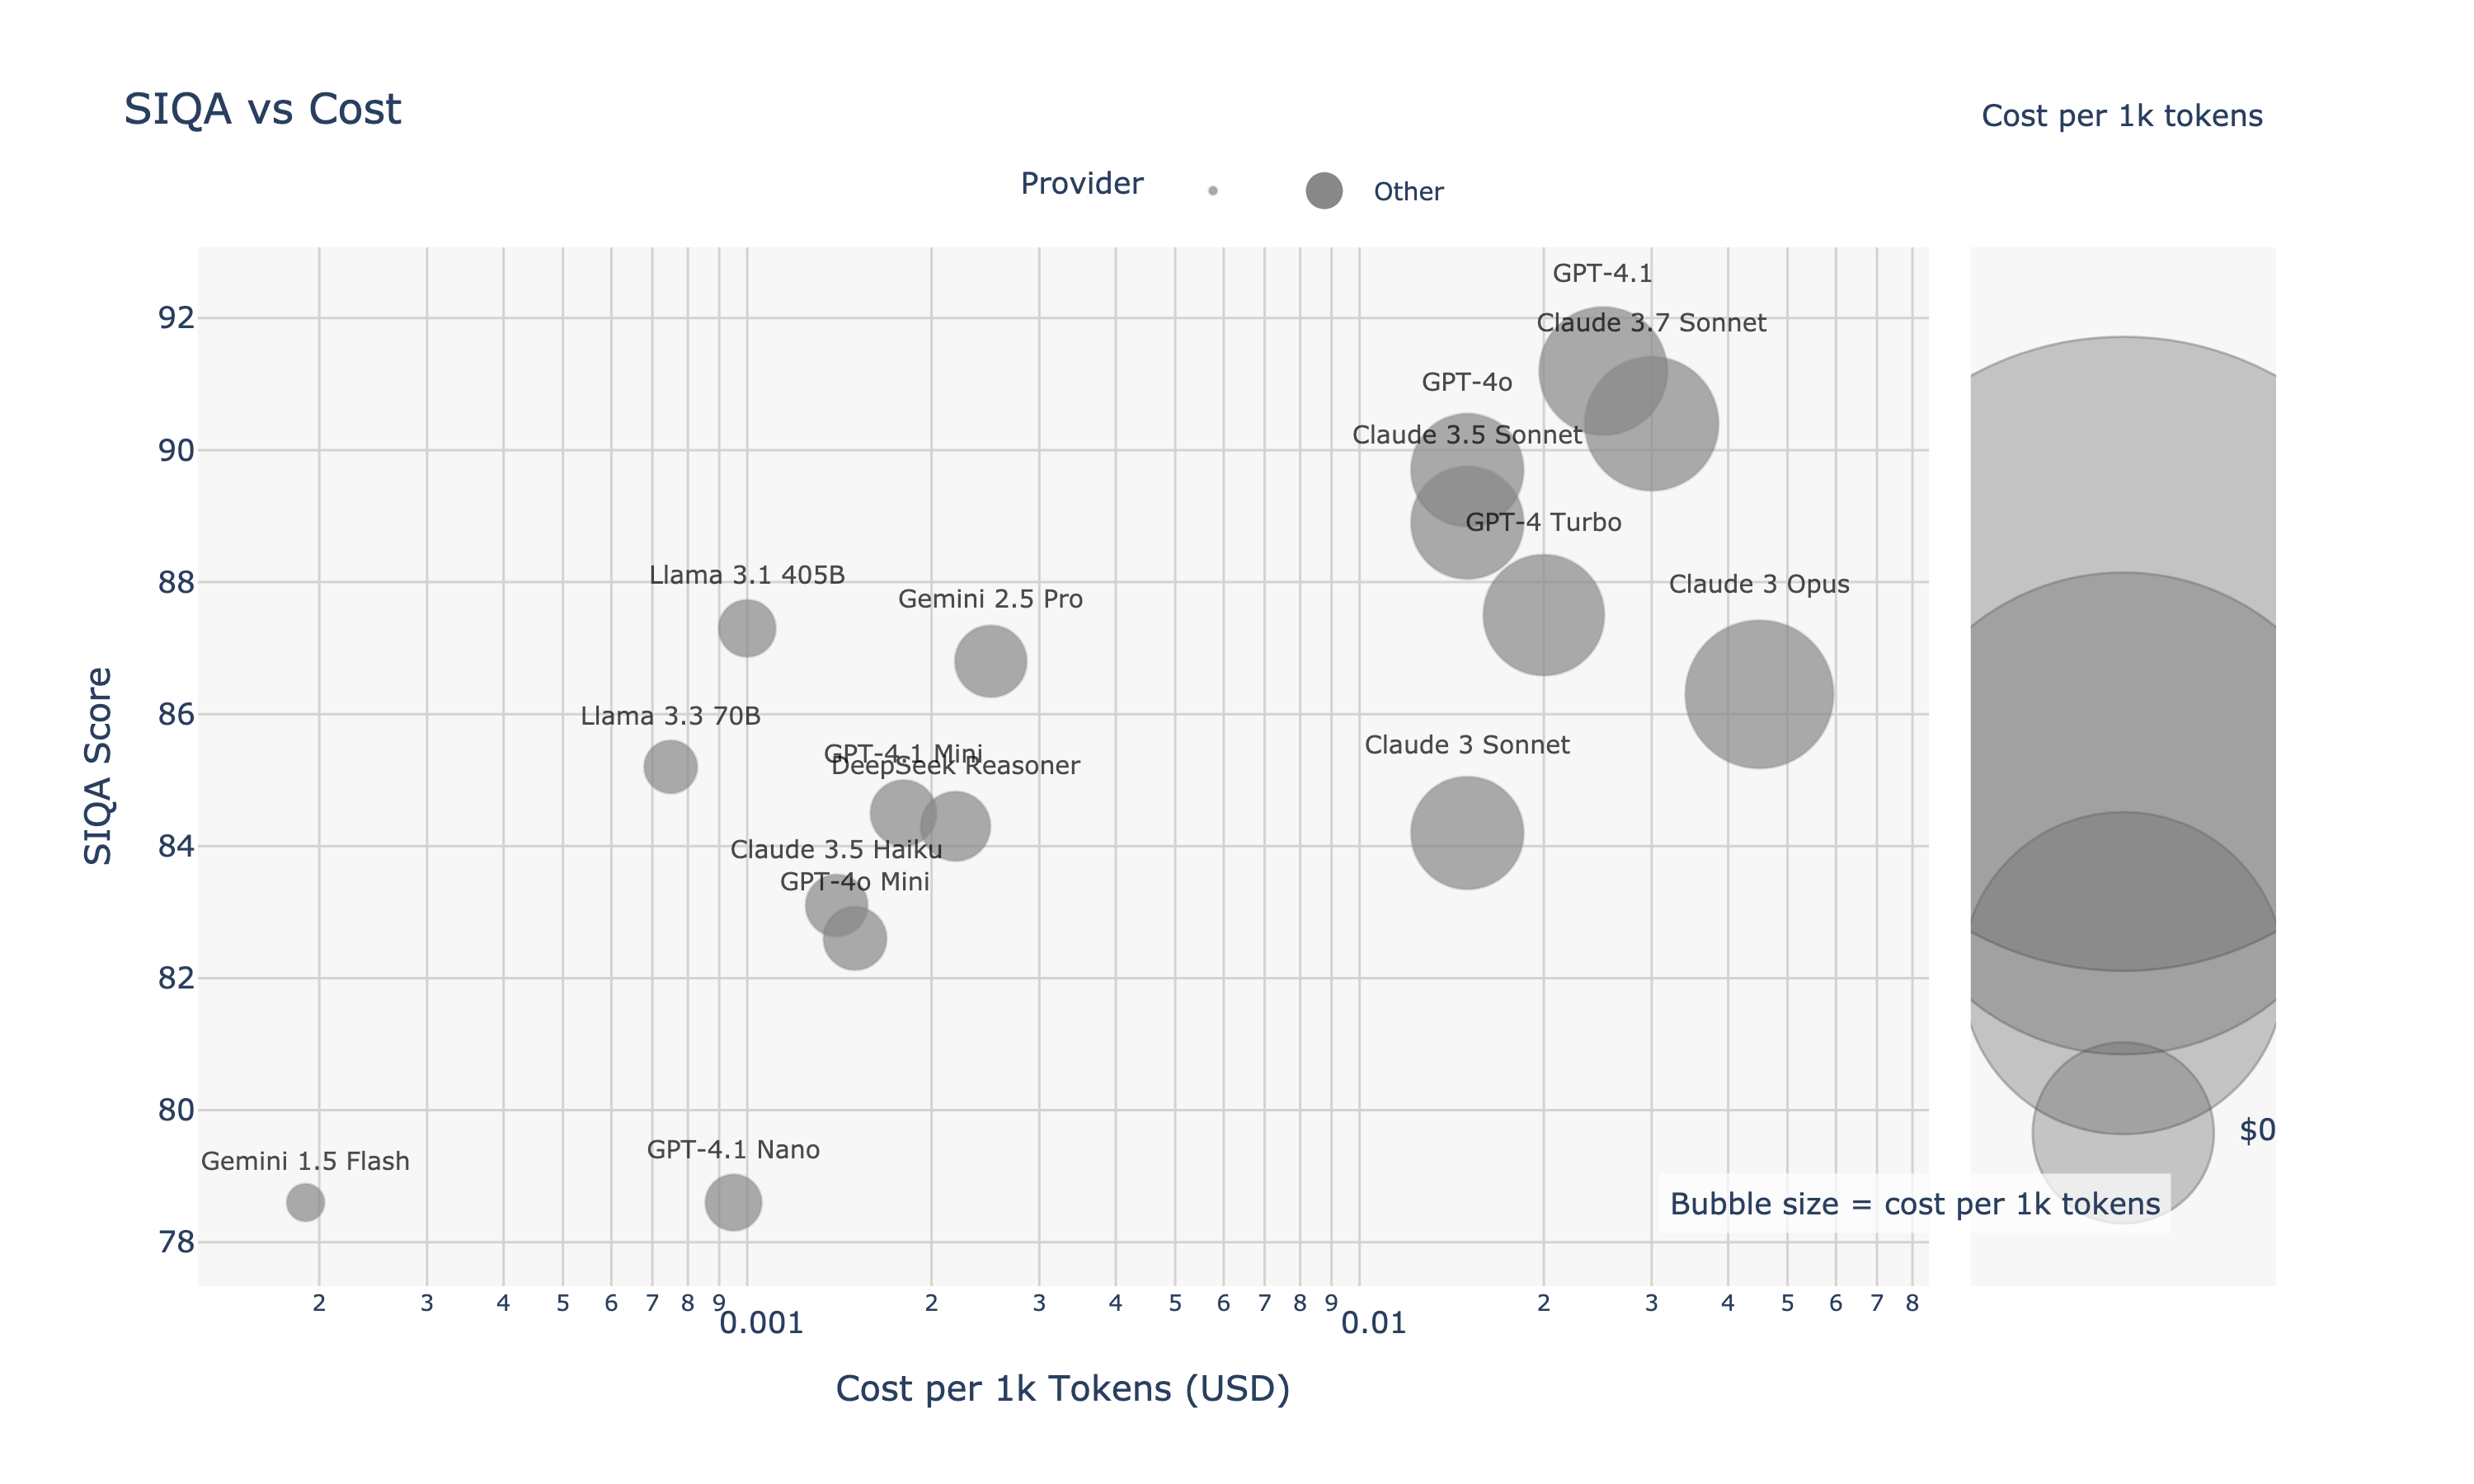 SIQA vs Cost
Cost per 1k tokens
Provider
Other
GPT-4.1
Claude 3.7 Sonnet
GPT-4o
Claude 3.5 Sonnet
GPT-4 Turbo
Llama 3.1 405B
Claude 3 Opus
Gemini 2.5 Pro
Llama 3.3 70B
Claude 3 Sonnet
GPT-4.1 Mini
DeepSeek Reasoner
Claude 3.5 Haiku
GPT-4o Mini
GPT-4.1 Nano
Gemini 1.5 Flash
$0
Bubble size = cost per 1k tokens
SIQA Score
92
90
88
86
84
82
80
78
2 3 4 5 6 7 8 9 2 3 4 5 6 7 8 9 2 3 4 5 6 7 8
0.001 0.01
Cost per 1k Tokens (USD)